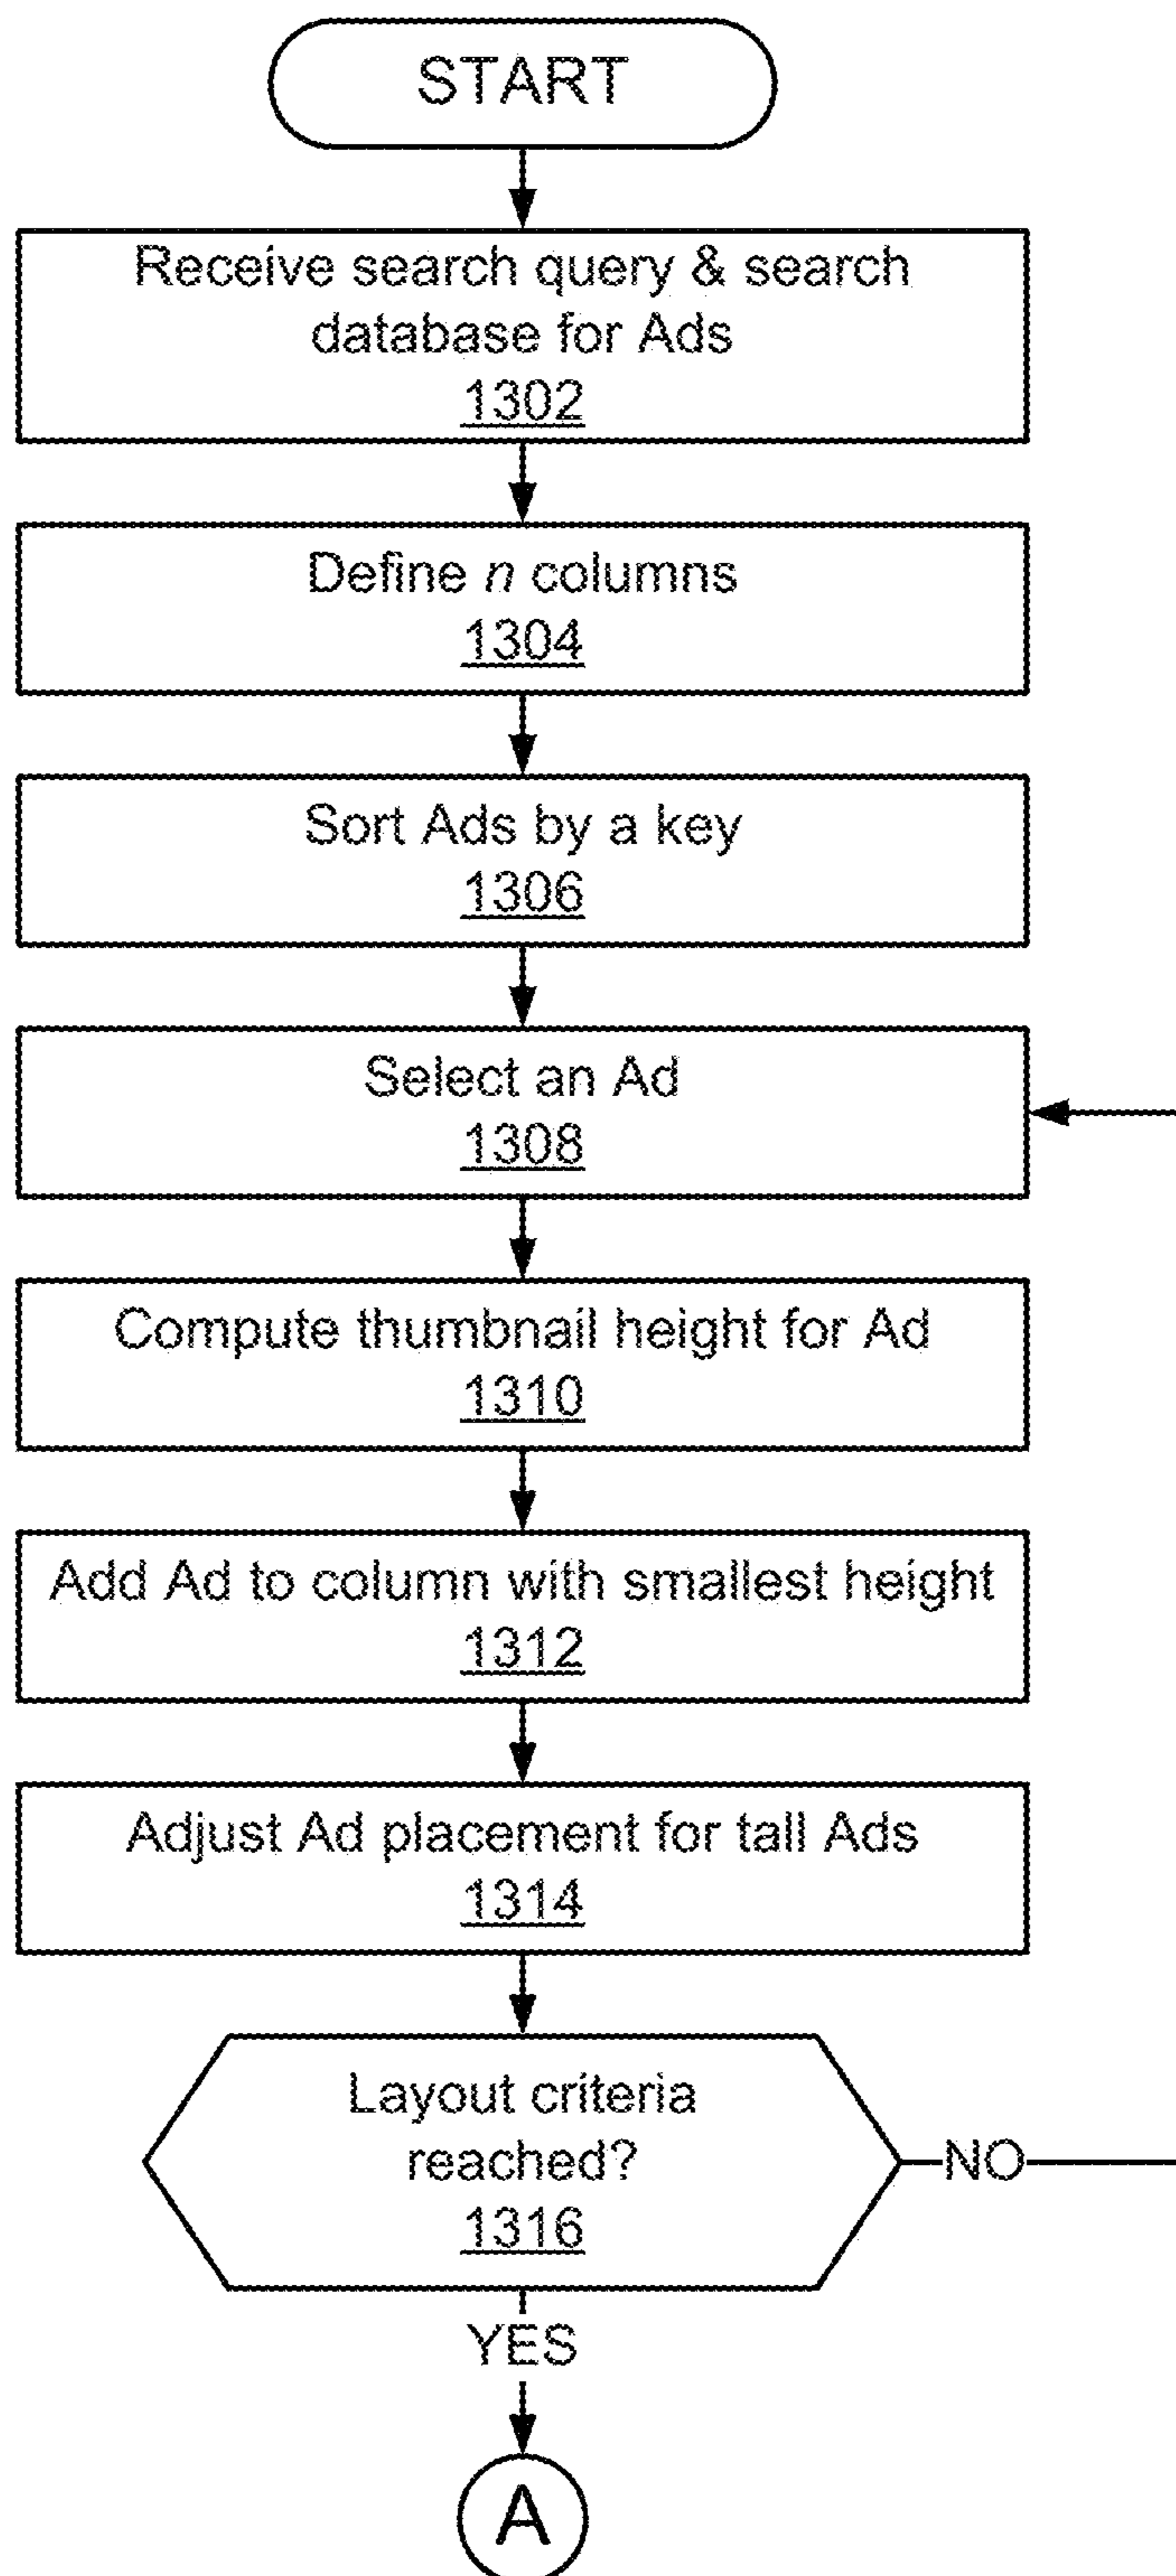 START
Receive search query & search
database for Ads
1302
Define n columns
1304
Sort Ads by a key
1306
Select an Ad
1308
Compute thumbnail height for Ad
1310
Add Ad to column with smallest height
1312
Adjust Ad placement for tall Ads
1314
Layout criteria
reached?
1316
NO
YES
A